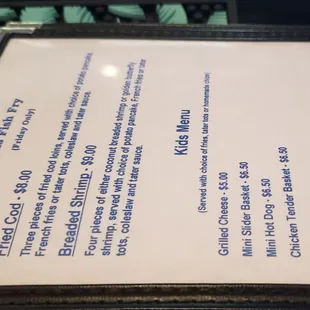 Fish Fry
(Friday Only)
Fried Cod - $8.00
Three pieces of fried cod loins, served with choice of potato pancake,
French fries or tater tots, coleslaw and tater sauce.
Breaded Shrimp - $9.00
Four pieces of either coconut breaded shrimp or golden butterfly
shrimp, served with choice of potato pancake, French fries or tater
tots, coleslaw and tater sauce.
Kids Menu
(Served with choice of fries, tater tots or homemade chips)
Grilled Cheese - $5.00
Mini Slider Basket - $6.50
Mini Hot Dog - $6.50
Chicken Tender Basket - $6.50